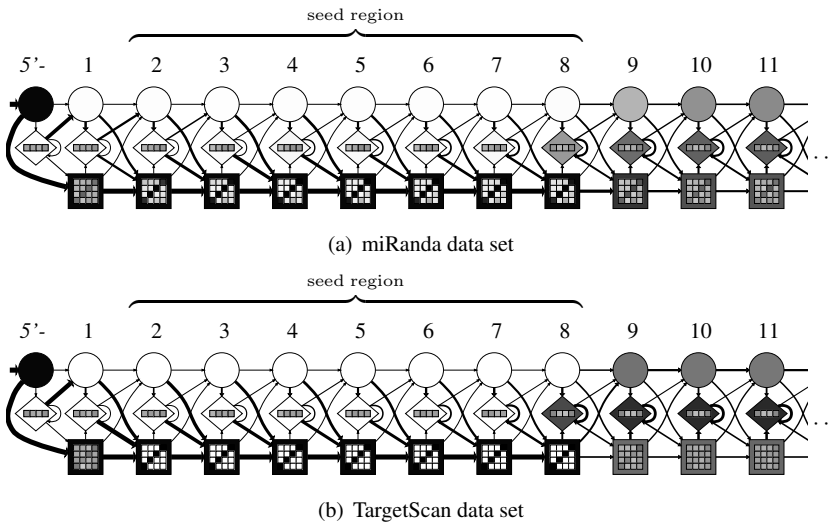 seed region
5'- 1 2 3 4 5 6 7 8 9 10 11
. .
(a) miRanda data set
seed region
5'- 1 2 3 4 5 6 7 8 9 10 11
. .
(b) TargetScan data set